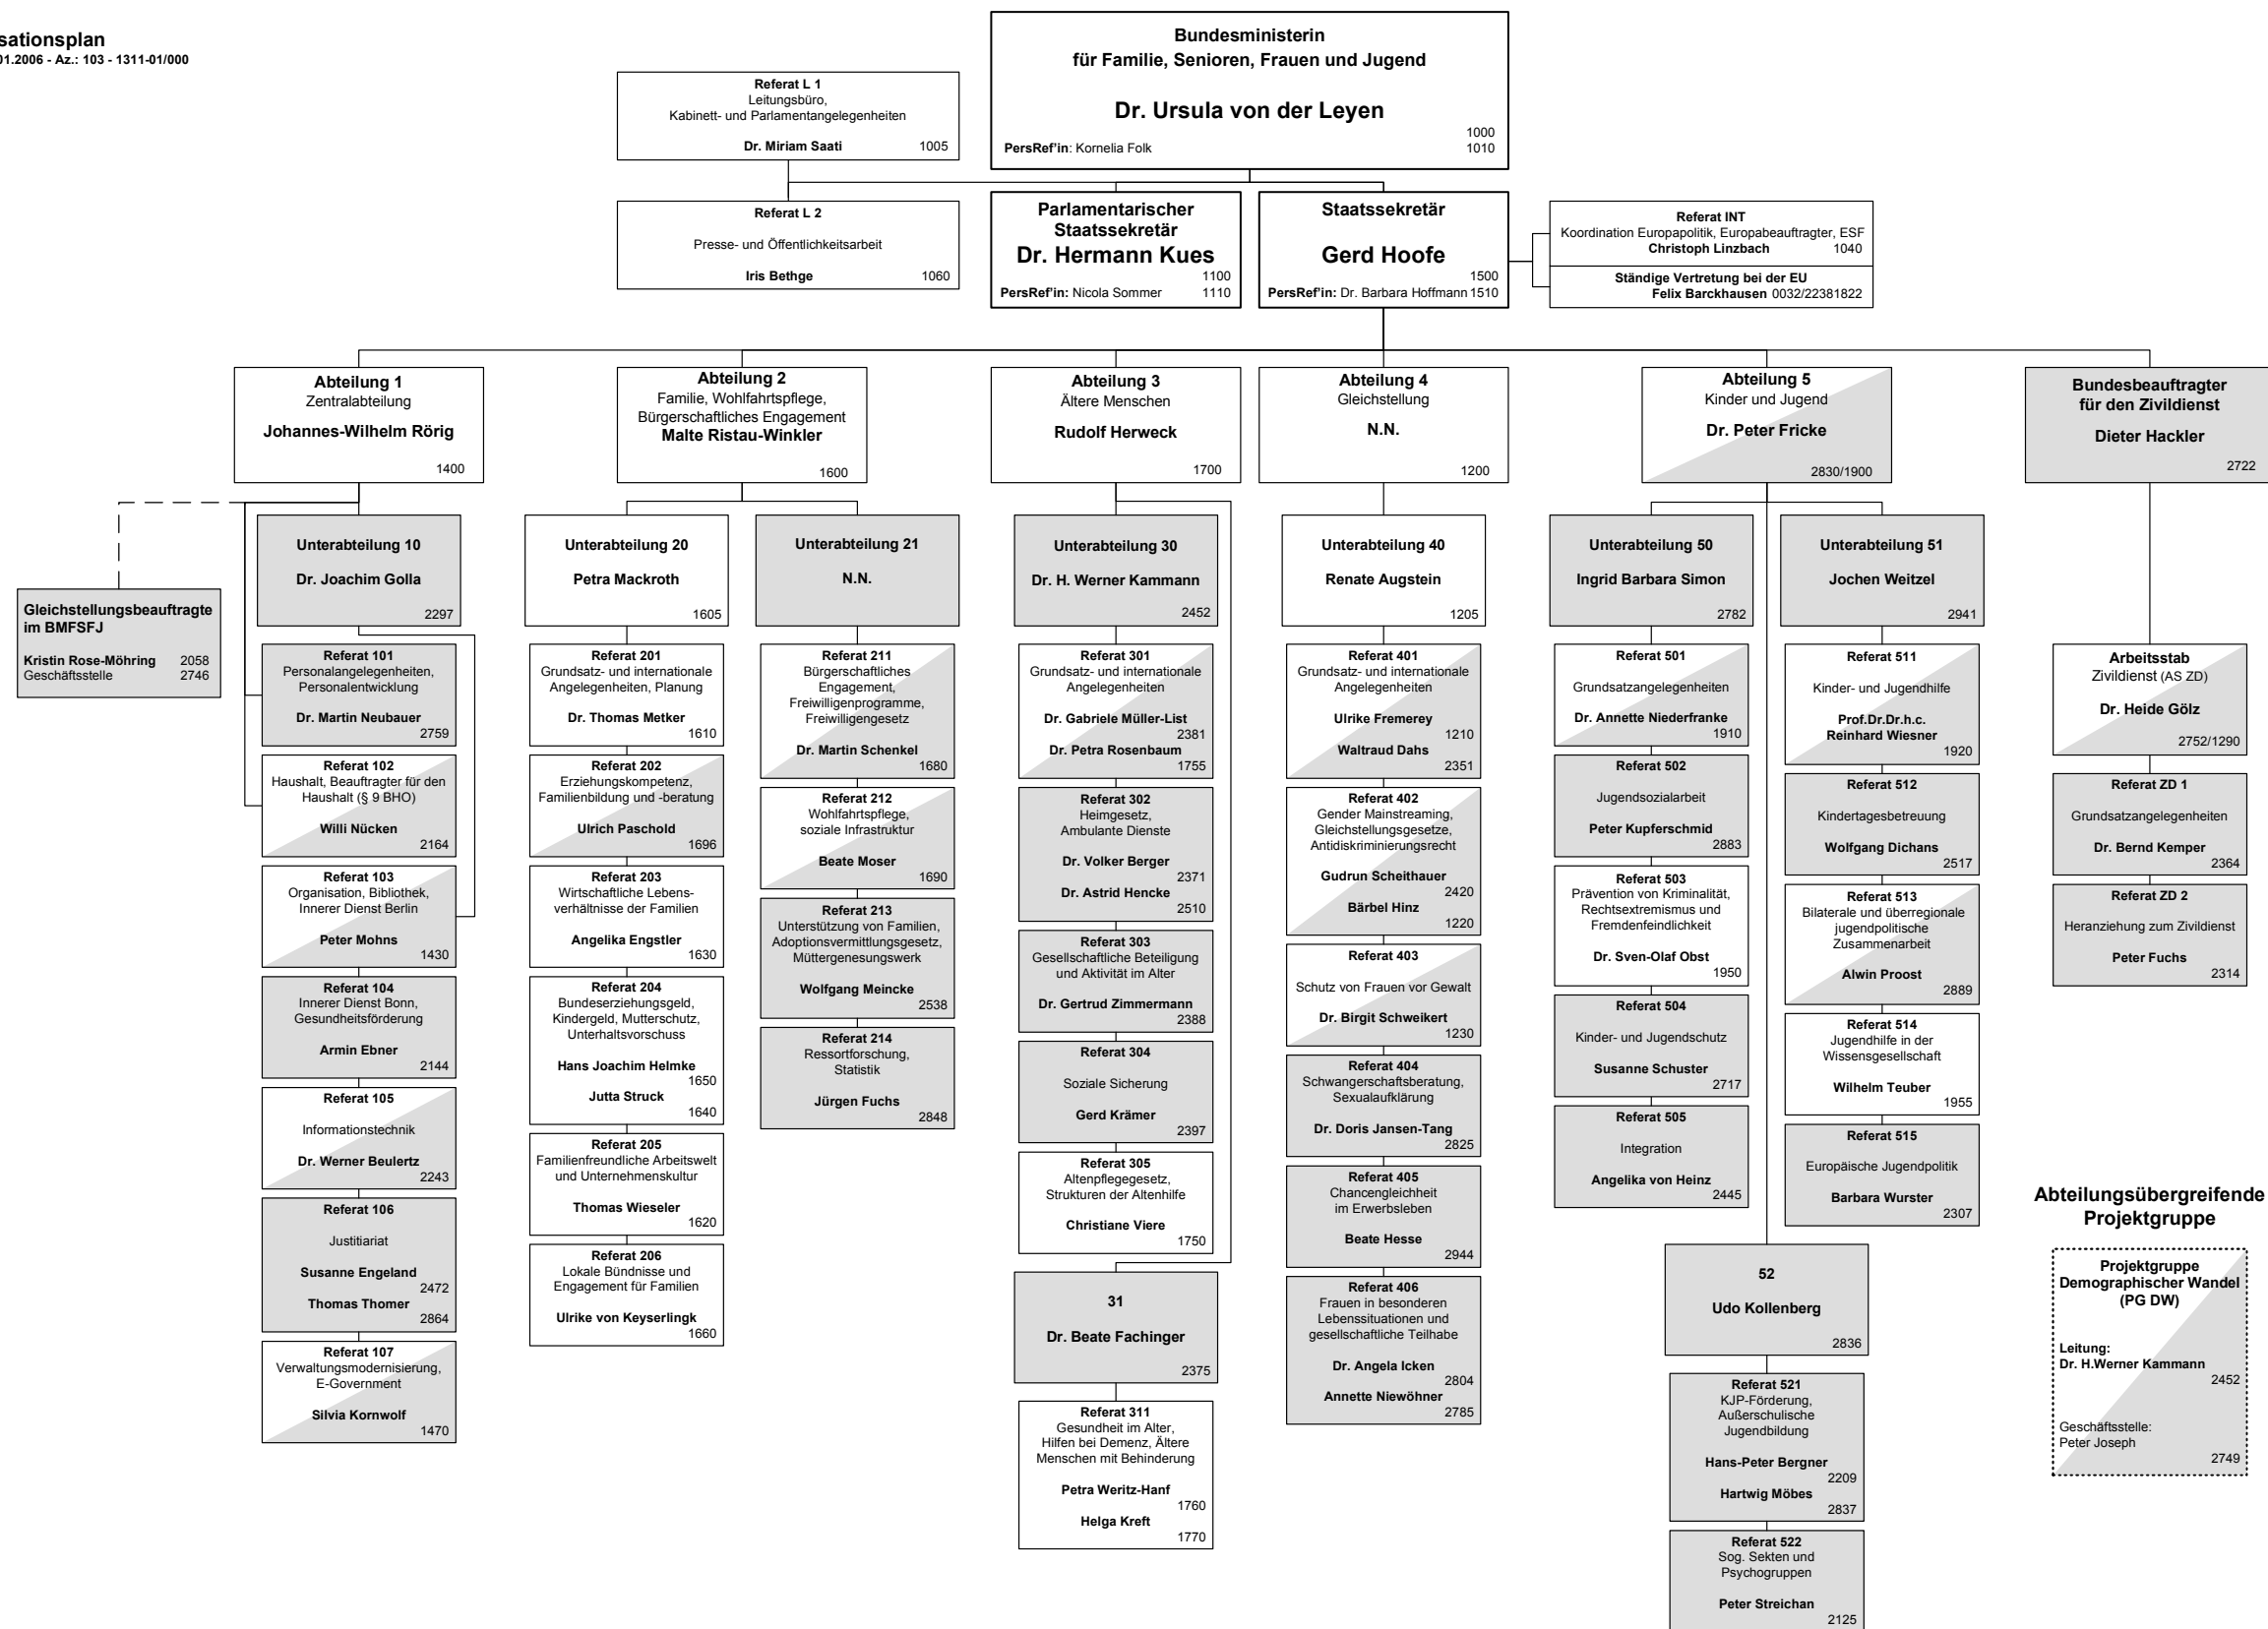 sationsplan
01.2006 - Az.: 103 - 1311-01/000
Bundesministerin
für Familie, Senioren, Frauen und Jugend
Dr. Ursula von der Leyen
1000
PersRef'in: Kornelia Folk 1010
Referat L 1
Leitungsbüro,
Kabinett- und Parlamentangelegenheiten
Dr. Miriam Saati 1005
Referat L 2
Presse- und Öffentlichkeitsarbeit
Iris Bethge 1060
Parlamentarischer
Staatssekretär
Dr. Hermann Kues
1100
PersRef'in: Nicola Sommer 1110
Staatssekretär
Gerd Hoofe
1500
PersRef'in: Dr. Barbara Hoffmann 1510
Referat INT
Koordination Europapolitik, Europabeauftragter, ESF
Christoph Linzbach 1040
Ständige Vertretung bei der EU
Felix Barckhausen 0032/22381822
Abteilung 1
Zentralabteilung
Johannes-Wilhelm Rörig
1400
Abteilung 2
Familie, Wohlfahrtspflege,
Bürgerschaftliches Engagement
Malte Ristau-Winkler
1600
Abteilung 3
Ältere Menschen
Rudolf Herweck
1700
Abteilung 4
Gleichstellung
N.N.
1200
Abteilung 5
Kinder und Jugend
Dr. Peter Fricke
2830/1900
Bundesbeauftragter
für den Zivildienst
Dieter Hackler
2722
Gleichstellungsbeauftragte
im BMFSFJ
Kristin Rose-Möhring 2058
Geschäftsstelle 2746
Unterabteilung 10
Dr. Joachim Golla
2297
Referat 101
Personalangelegenheiten,
Personalentwicklung
Dr. Martin Neubauer
2759
Referat 102
Haushalt, Beauftragter für den
Haushalt (§ 9 BHO)
Willi Nücken
2164
Referat 103
Organisation, Bibliothek,
Innerer Dienst Berlin
Peter Mohns
1430
Referat 104
Innerer Dienst Bonn,
Gesundheitsförderung
Armin Ebner
2144
Referat 105
Informationstechnik
Dr. Werner Beulertz
2243
Referat 106
Justitiariat
Susanne Engeland
2472
Thomas Thomer
2864
Referat 107
Verwaltungsmodernisierung,
E-Government
Silvia Kornwolf
1470
Unterabteilung 20
Petra Mackroth
1605
Referat 201
Grundsatz- und internationale
Angelegenheiten, Planung
Dr. Thomas Metker
1610
Referat 202
Erziehungskompetenz,
Familienbildung und -beratung
Ulrich Paschold
1696
Referat 203
Wirtschaftliche Lebens-
verhältnisse der Familien
Angelika Engstler
1630
Referat 204
Bundeserziehungsgeld,
Kindergeld, Mutterschutz,
Unterhaltsvorschuss
Hans Joachim Helmke
1650
Jutta Struck
1640
Referat 205
Familienfreundliche Arbeitswelt
und Unternehmenskultur
Thomas Wieseler
1620
Referat 206
Lokale Bündnisse und
Engagement für Familien
Ulrike von Keyserlingk
1660
Unterabteilung 21
N.N.
Referat 211
Bürgerschaftliches
Engagement,
Freiwilligenprogramme,
Freiwilligengesetz
Dr. Martin Schenkel
1680
Referat 212
Wohlfahrtspflege,
soziale Infrastruktur
Beate Moser
1690
Referat 213
Unterstützung von Familien,
Adoptionsvermittlungsgesetz,
Müttergenesungswerk
Wolfgang Meincke
2538
Referat 214
Ressortforschung,
Statistik
Jürgen Fuchs
2848
Unterabteilung 30
Dr. H. Werner Kammann
2452
Referat 301
Grundsatz- und internationale
Angelegenheiten
Dr. Gabriele Müller-List
2381
Dr. Petra Rosenbaum
1755
Referat 302
Heimgesetz,
Ambulante Dienste
Dr. Volker Berger
2371
Dr. Astrid Hencke
2510
Referat 303
Gesellschaftliche Beteiligung
und Aktivität im Alter
Dr. Gertrud Zimmermann
2388
Referat 304
Soziale Sicherung
Gerd Krämer
2397
Referat 305
Altenpflegegesetz,
Strukturen der Altenhilfe
Christiane Viere
1750
31
Dr. Beate Fachinger
2375
Referat 311
Gesundheit im Alter,
Hilfen bei Demenz, Ältere
Menschen mit Behinderung
Petra Weritz-Hanf
1760
Helga Kreft
1770
Unterabteilung 40
Renate Augstein
1205
Referat 401
Grundsatz- und internationale
Angelegenheiten
Ulrike Fremerey
1210
Waltraud Dahs
2351
Referat 402
Gender Mainstreaming,
Gleichstellungsgesetze,
Antidiskriminierungsrecht
Gudrun Scheithauer
2420
Bärbel Hinz
1220
Referat 403
Schutz von Frauen vor Gewalt
Dr. Birgit Schweikert
1230
Referat 404
Schwangerschaftsberatung,
Sexualaufklärung
Dr. Doris Jansen-Tang
2825
Referat 405
Chancengleichheit
im Erwerbsleben
Beate Hesse
2944
Referat 406
Frauen in besonderen
Lebenssituationen und
gesellschaftliche Teilhabe
Dr. Angela Icken
2804
Annette Niewöhner
2785
Unterabteilung 50
Ingrid Barbara Simon
2782
Referat 501
Grundsatzangelegenheiten
Dr. Annette Niederfranke
1910
Referat 502
Jugendsozialarbeit
Peter Kupferschmid
2883
Referat 503
Prävention von Kriminalität,
Rechtsextremismus und
Fremdenfeindlichkeit
Dr. Sven-Olaf Obst
1950
Referat 504
Kinder- und Jugendschutz
Susanne Schuster
2717
Referat 505
Integration
Angelika von Heinz
2445
Unterabteilung 51
Jochen Weitzel
2941
Referat 511
Kinder- und Jugendhilfe
Prof.Dr.Dr.h.c.
Reinhard Wiesner
1920
Referat 512
Kindertagesbetreuung
Wolfgang Dichans
2517
Referat 513
Bilaterale und überregionale
jugendpolitische
Zusammenarbeit
Alwin Proost
2889
Referat 514
Jugendhilfe in der
Wissensgesellschaft
Wilhelm Teuber
1955
Referat 515
Europäische Jugendpolitik
Barbara Wurster
2307
52
Udo Kollenberg
2836
Referat 521
KJP-Förderung,
Außerschulische
Jugendbildung
Hans-Peter Bergner
2209
Hartwig Möbes
2837
Referat 522
Sog. Sekten und
Psychogruppen
Peter Streichan
2125
Arbeitsstab
Zivildienst (AS ZD)
Dr. Heide Gölz
2752/1290
Referat ZD 1
Grundsatzangelegenheiten
Dr. Bernd Kemper
2364
Referat ZD 2
Heranziehung zum Zivildienst
Peter Fuchs
2314
Abteilungsübergreifende
Projektgruppe
Projektgruppe
Demographischer Wandel
(PG DW)
Leitung:
Dr. H.Werner Kammann
2452
Geschäftsstelle:
Peter Joseph
2749